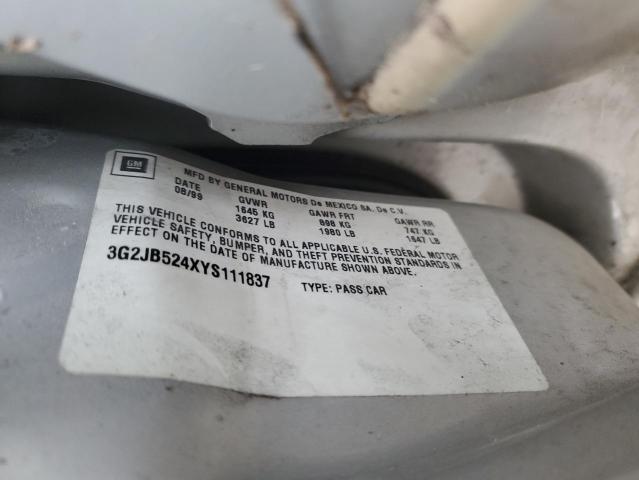 GM
MFD BY GENERAL MOTORS De MEXICO SA. De C.V.
DATE GVWR GAWR FRT GAWR RR
08/99 1645 KG 898 KG 747 KG
3627 LB 1980 LB 1647 LB
THIS VEHICLE CONFORMS TO ALL APPLICABLE U.S. FEDERAL MOTOR
VEHICLE SAFETY, BUMPER, AND THEFT PREVENTION STANDARDS IN
EFFECT ON THE DATE OF MANUFACTURE SHOWN ABOVE.
3G2JB524XYS111837 TYPE: PASS CAR